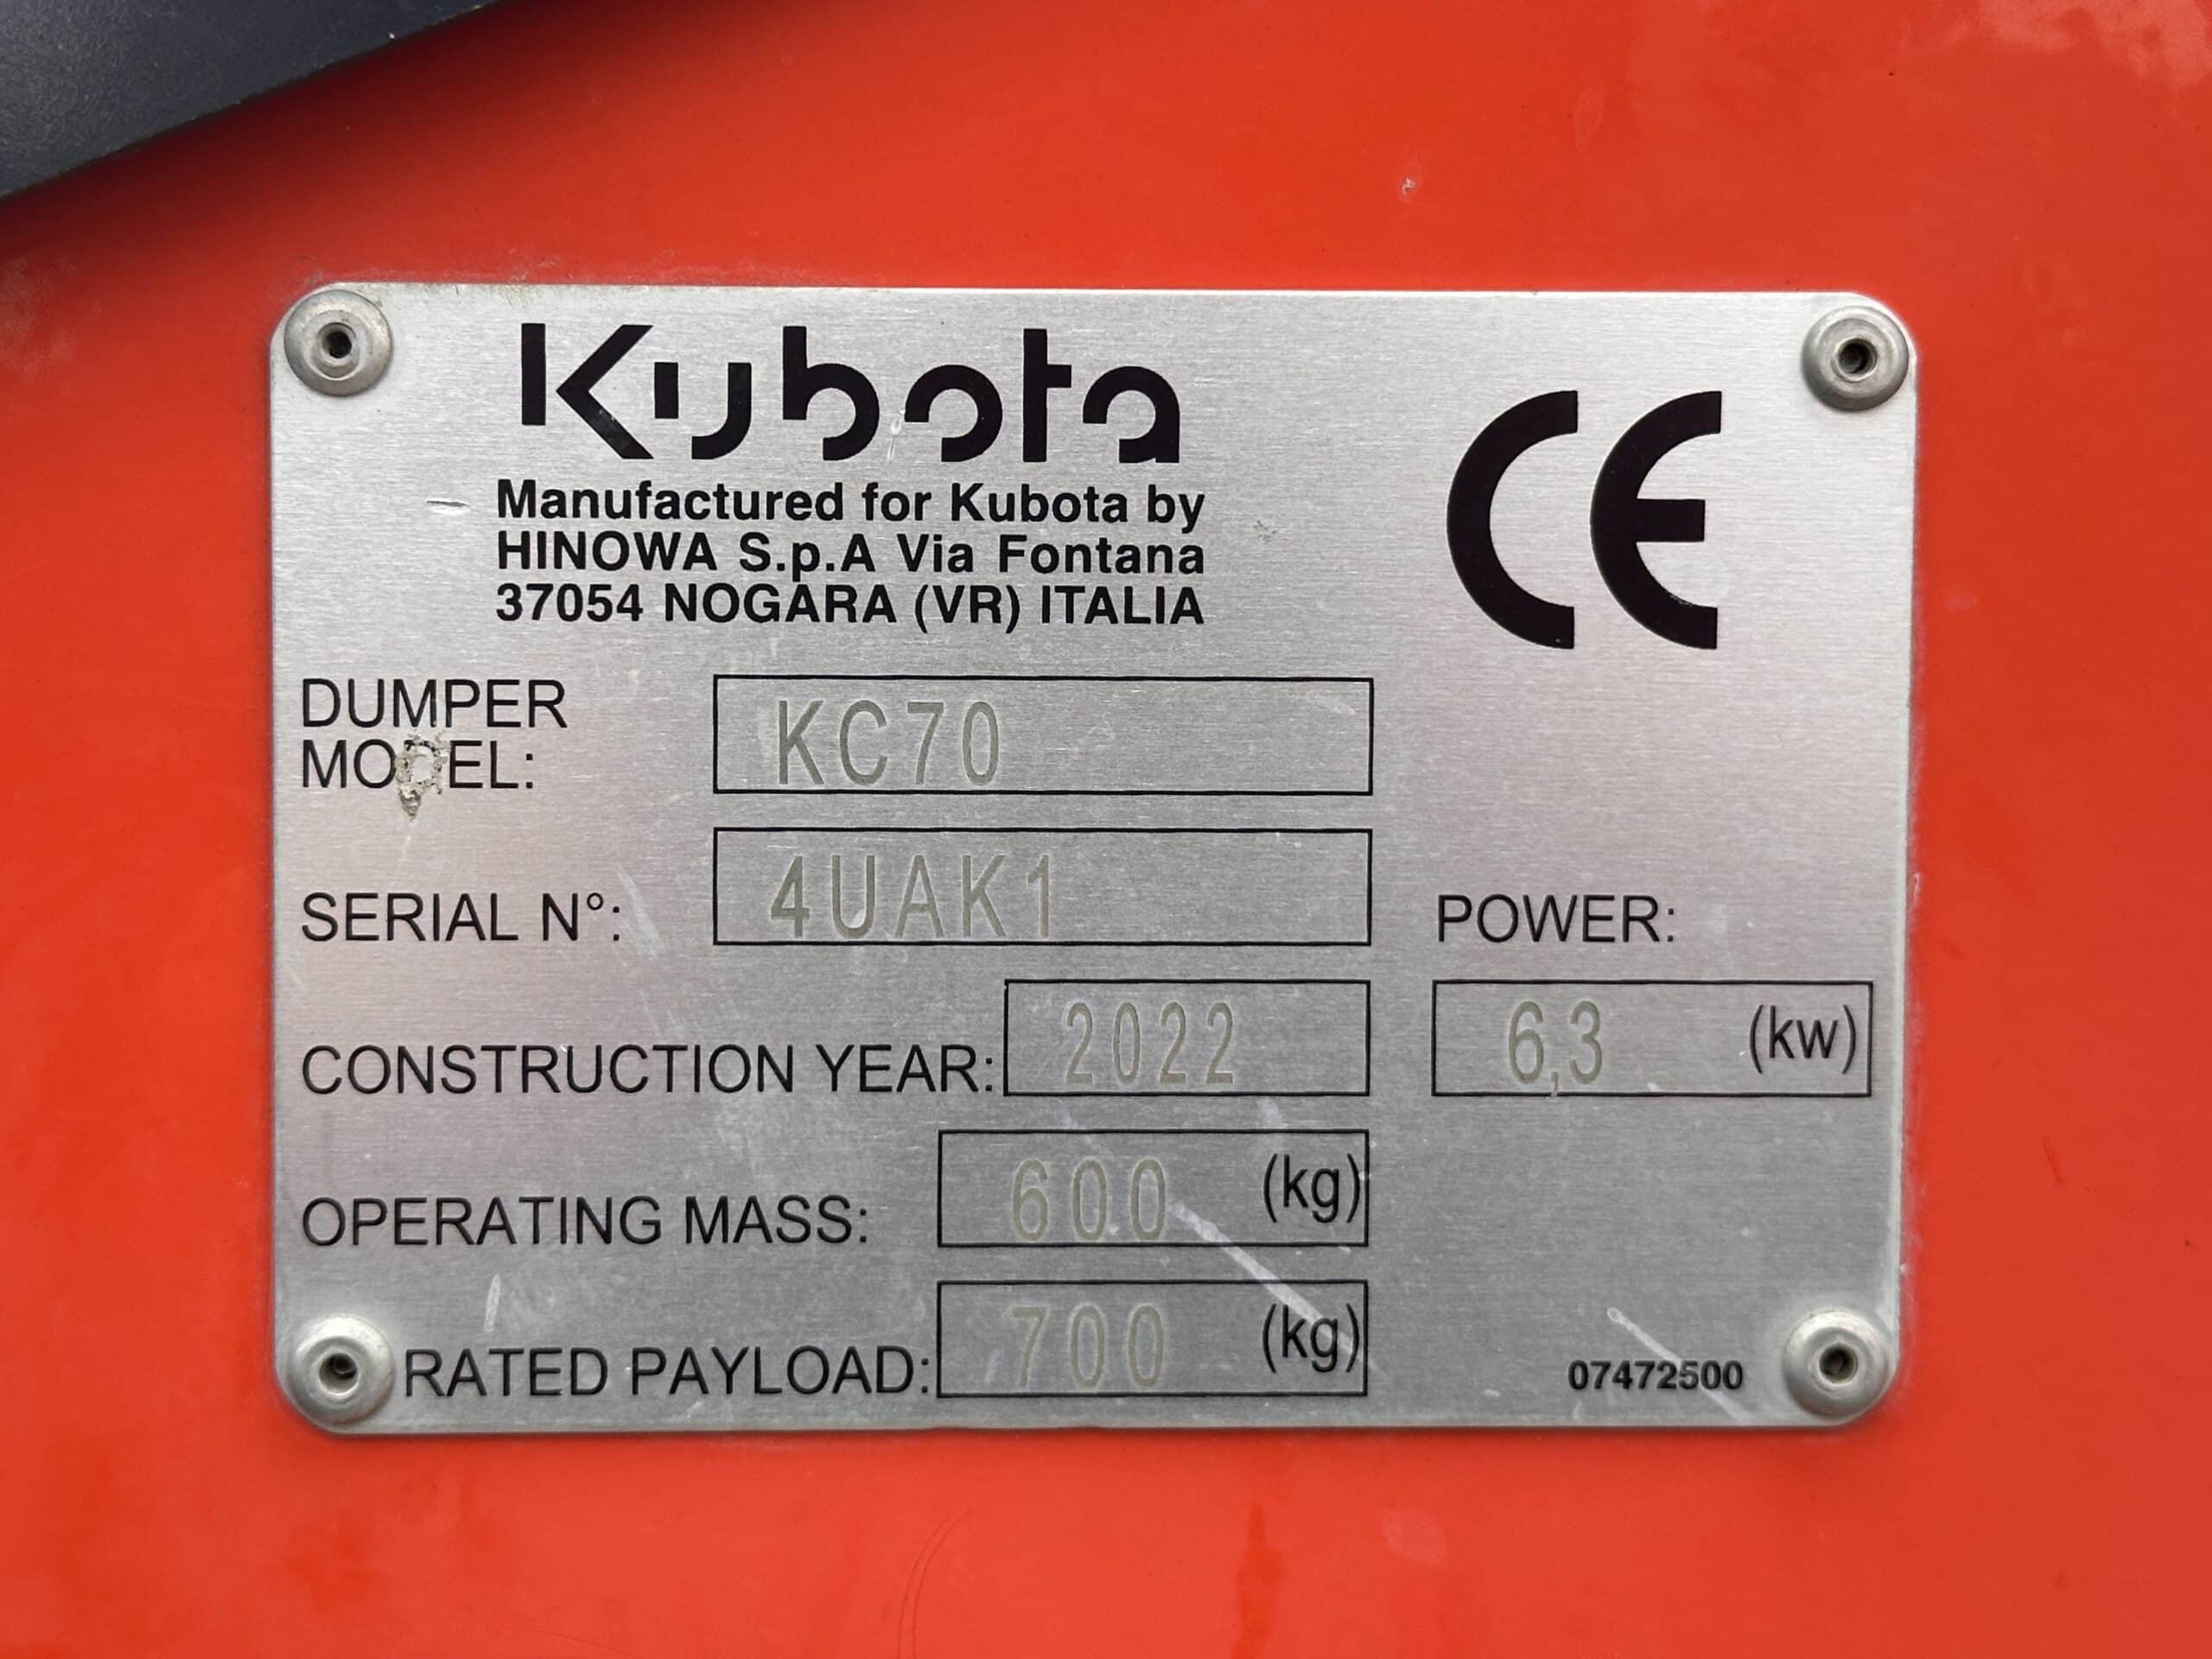 Kubota
CE
Manufactured for Kubota by
HINOWA S.p.A Via Fontana
37054 NOGARA (VR) ITALIA
DUMPER
MODEL: KC70
SERIAL N°: 4UAK1
POWER:
CONSTRUCTION YEAR: 2022 6,3 (kw)
OPERATING MASS: 600 (kg)
RATED PAYLOAD: 700 (kg)
07472500